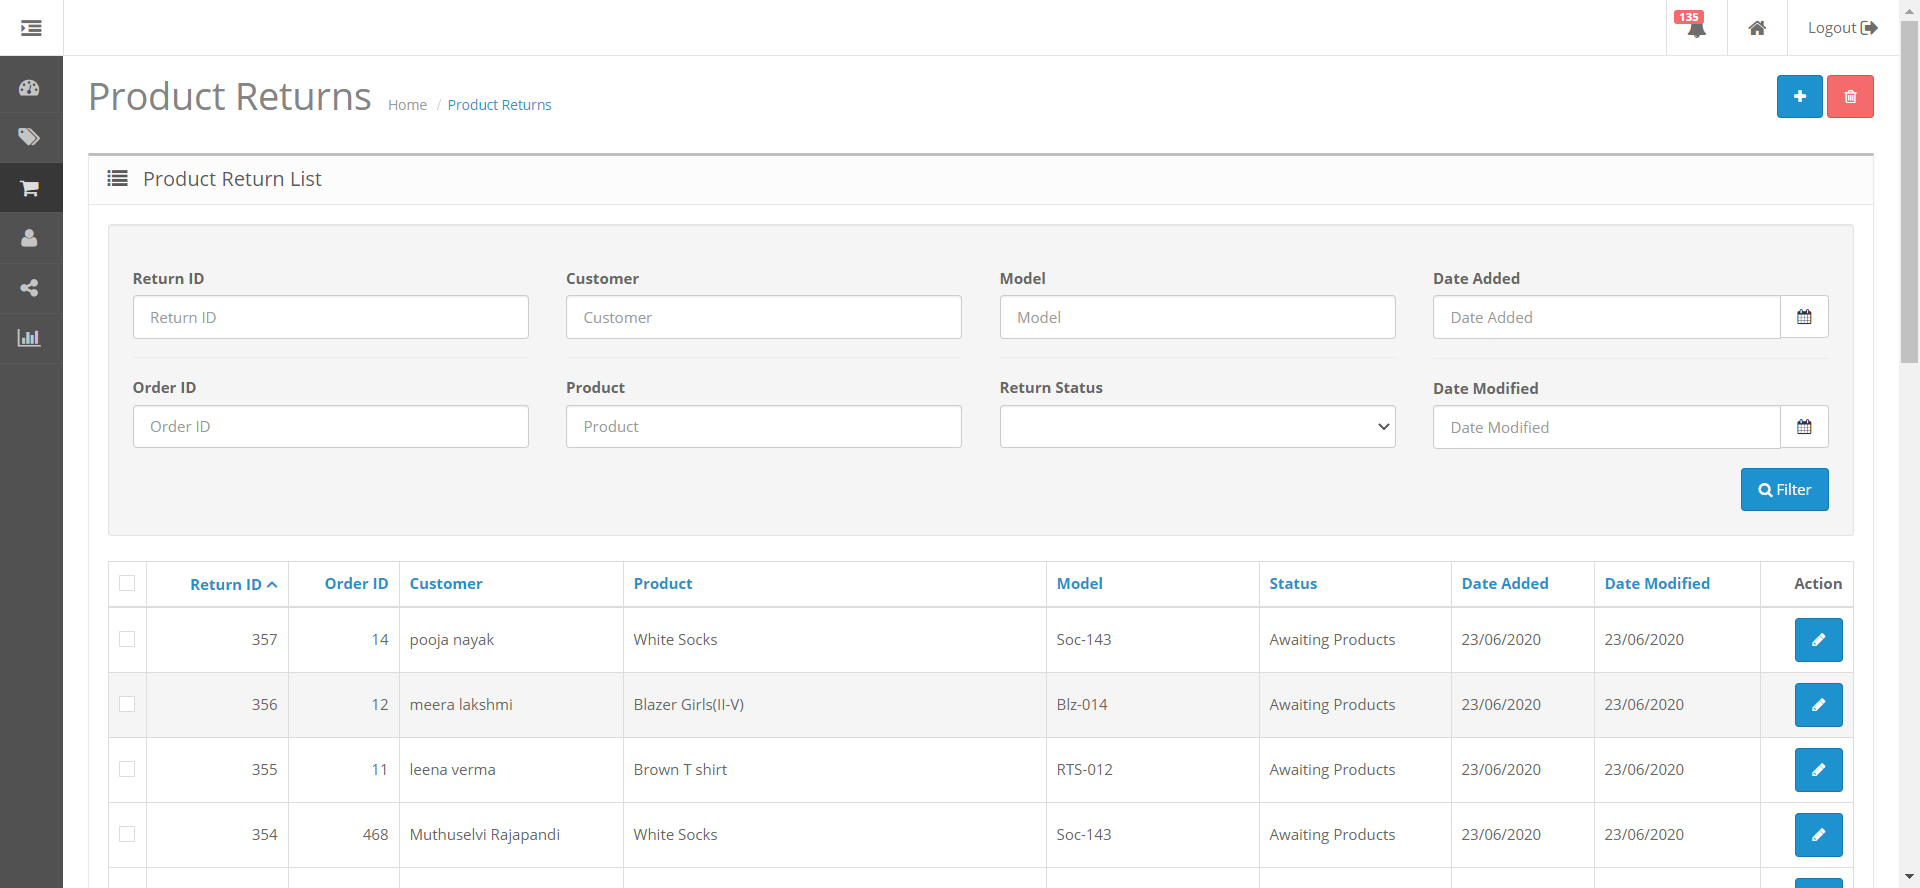 135
Logout
Product Returns Home / Product Returns
Product Return List
Return ID Customer Model Date Added
Return ID Customer Model Date Added
Order ID Product Return Status Date Modified
Order ID Product Date Modified
Filter
Return ID Order ID Customer Product Model Status Date Added Date Modified Action
357 14 pooja nayak White Socks Soc-143 Awaiting Products 23/06/2020 23/06/2020
356 12 meera lakshmi Blazer Girls(II-V) Blz-014 Awaiting Products 23/06/2020 23/06/2020
355 11 leena verma Brown T shirt RTS-012 Awaiting Products 23/06/2020 23/06/2020
354 468 Muthuselvi Rajapandi White Socks Soc-143 Awaiting Products 23/06/2020 23/06/2020